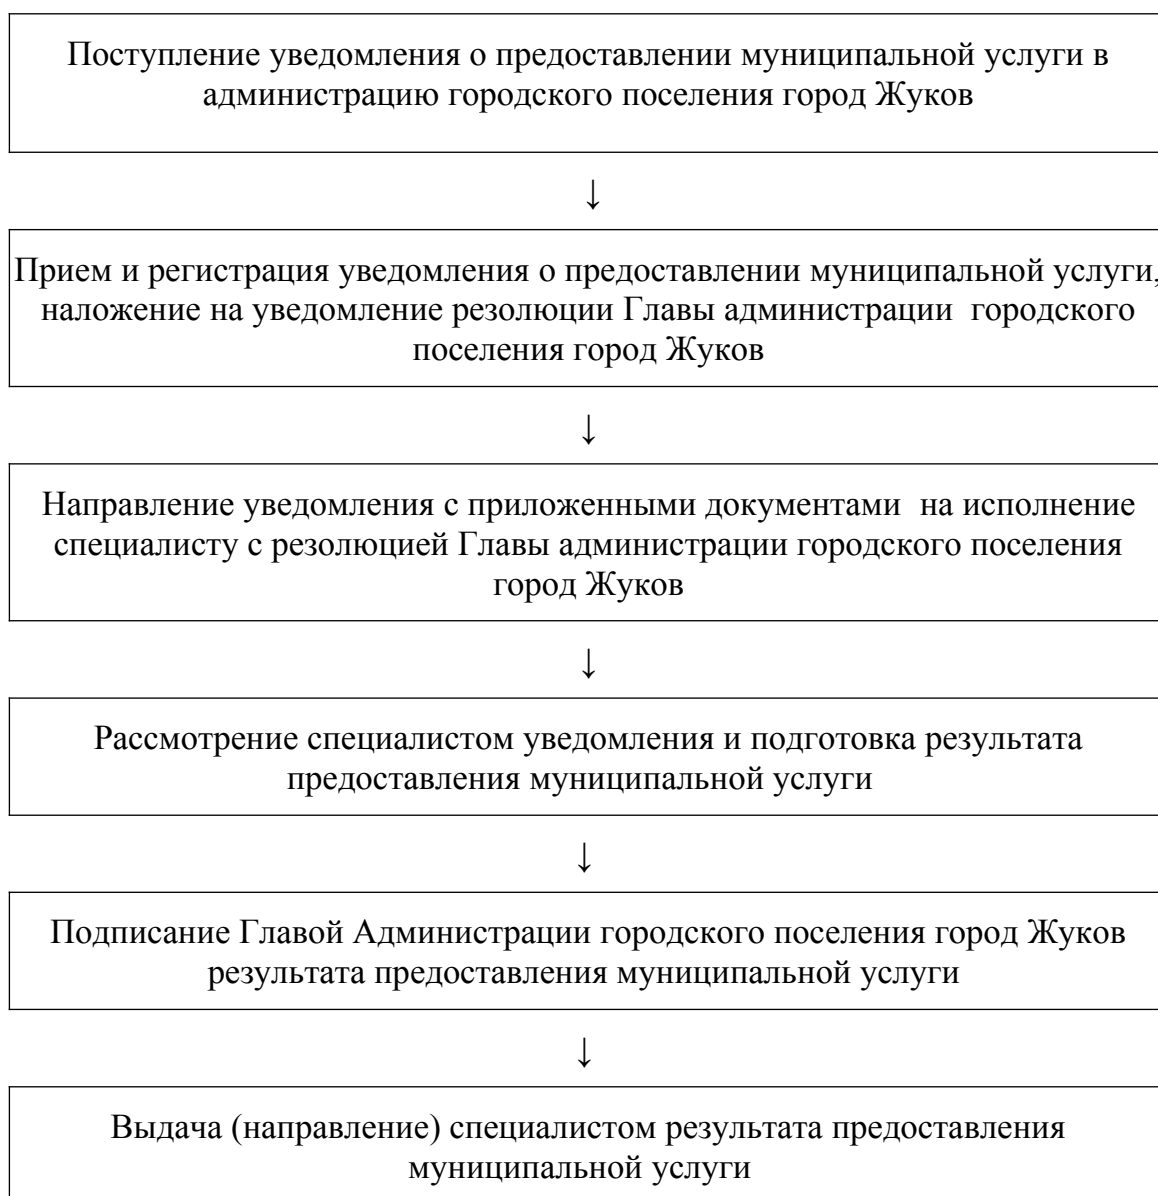 Поступление уведомления о предоставлении муниципальной услуги в
администрацию городского поселения город Жуков
↓
Прием и регистрация уведомления о предоставлении муниципальной услуги,
наложение на уведомление резолюции Главы администрации  городского
поселения город Жуков
↓
Направление уведомления с приложенными документами  на исполнение
специалисту с резолюцией Главы администрации городского поселения
город Жуков
↓
Рассмотрение специалистом уведомления и подготовка результата
предоставления муниципальной услуги
↓
Подписание Главой Администрации городского поселения город Жуков
результата предоставления муниципальной услуги
↓
Выдача (направление) специалистом результата предоставления
муниципальной услуги